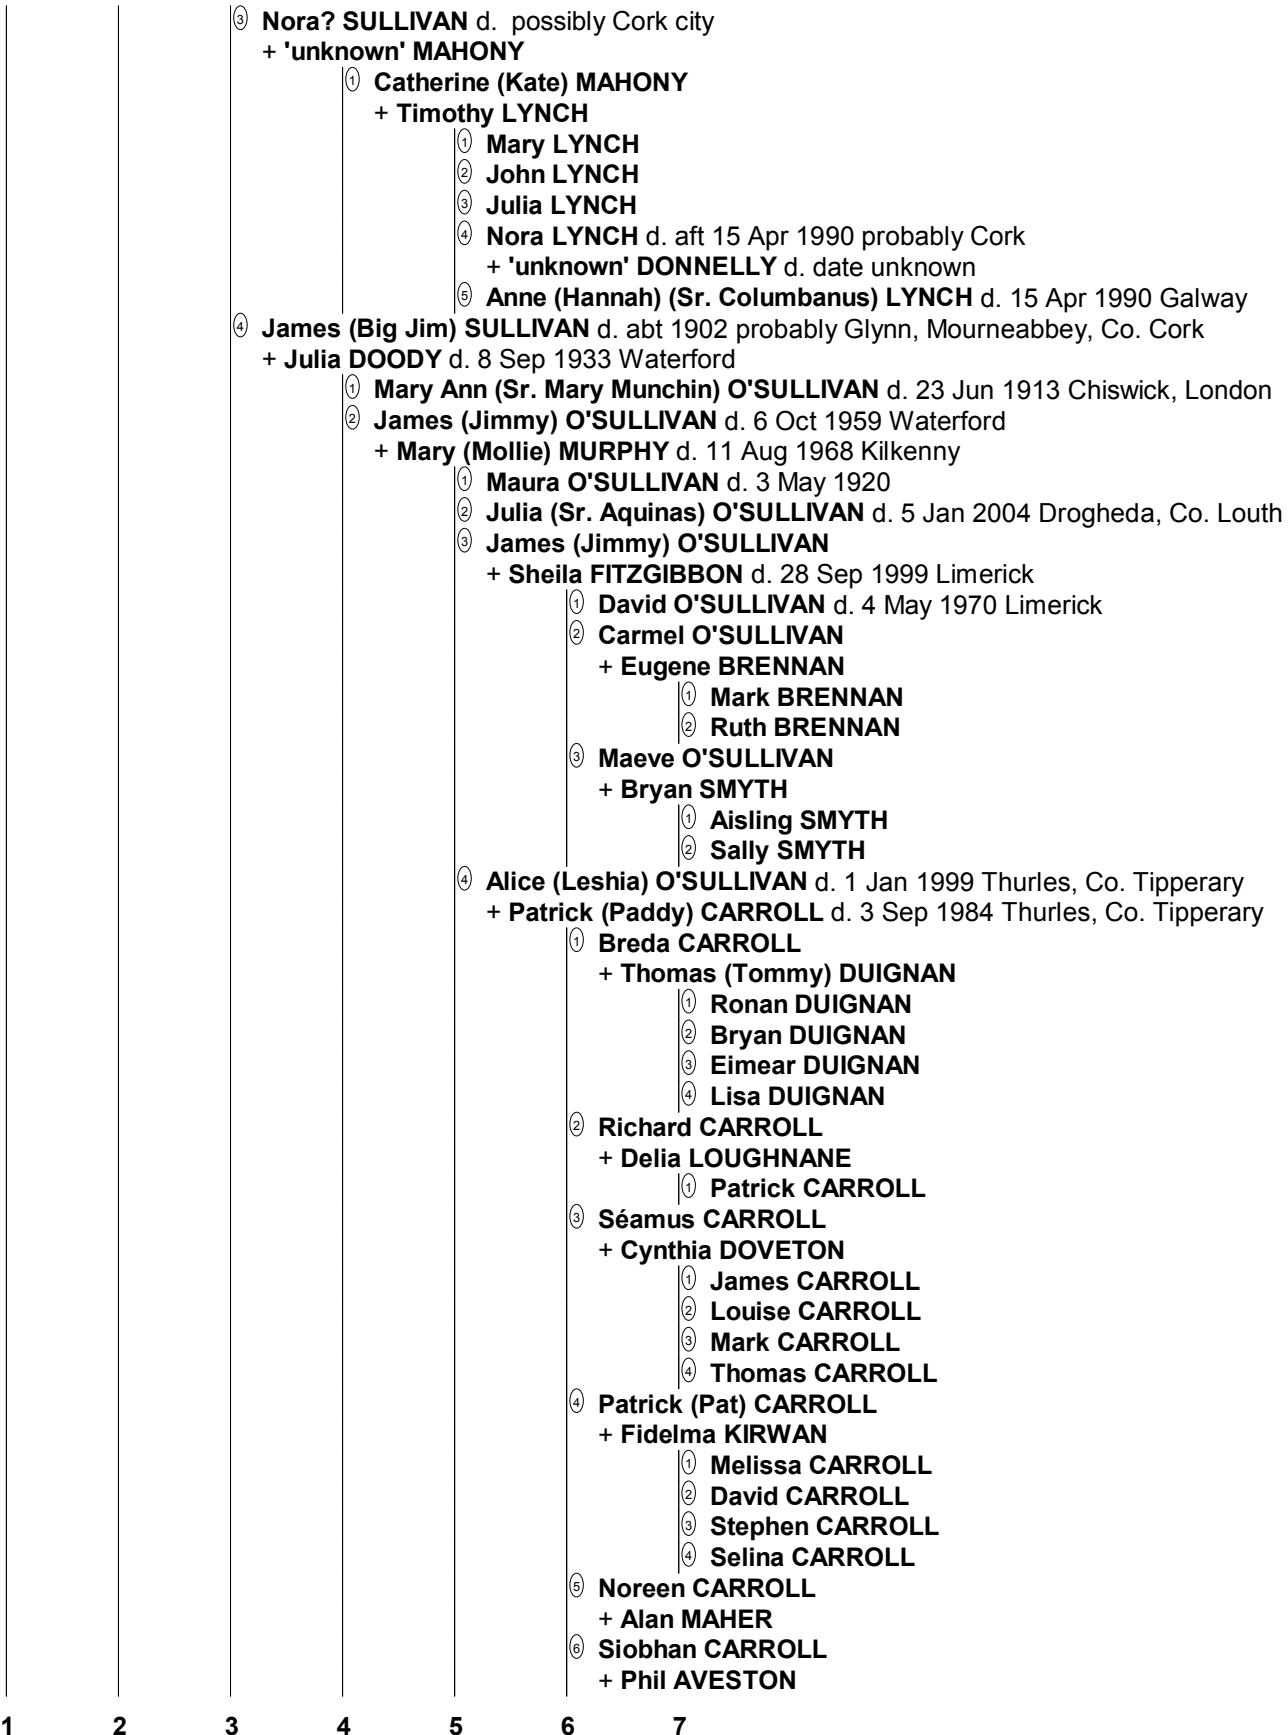 ③ Nora? SULLIVAN d. possibly Cork city
+ 'unknown' MAHONY
① Catherine (Kate) MAHONY
+ Timothy LYNCH
① Mary LYNCH
② John LYNCH
③ Julia LYNCH
④ Nora LYNCH d. aft 15 Apr 1990 probably Cork
+ 'unknown' DONNELLY d. date unknown
⑤ Anne (Hannah) (Sr. Columbanus) LYNCH d. 15 Apr 1990 Galway
④ James (Big Jim) SULLIVAN d. abt 1902 probably Glynn, Mourneabbey, Co. Cork
+ Julia DOODY d. 8 Sep 1933 Waterford
① Mary Ann (Sr. Mary Munchin) O'SULLIVAN d. 23 Jun 1913 Chiswick, London
② James (Jimmy) O'SULLIVAN d. 6 Oct 1959 Waterford
+ Mary (Mollie) MURPHY d. 11 Aug 1968 Kilkenny
① Maura O'SULLIVAN d. 3 May 1920
② Julia (Sr. Aquinas) O'SULLIVAN d. 5 Jan 2004 Drogheda, Co. Louth
③ James (Jimmy) O'SULLIVAN
+ Sheila FITZGIBBON d. 28 Sep 1999 Limerick
① David O'SULLIVAN d. 4 May 1970 Limerick
② Carmel O'SULLIVAN
+ Eugene BRENNAN
① Mark BRENNAN
② Ruth BRENNAN
③ Maeve O'SULLIVAN
+ Bryan SMYTH
① Aisling SMYTH
② Sally SMYTH
④ Alice (Leshia) O'SULLIVAN d. 1 Jan 1999 Thurles, Co. Tipperary
+ Patrick (Paddy) CARROLL d. 3 Sep 1984 Thurles, Co. Tipperary
① Breda CARROLL
+ Thomas (Tommy) DUIGNAN
① Ronan DUIGNAN
② Bryan DUIGNAN
③ Eimear DUIGNAN
④ Lisa DUIGNAN
② Richard CARROLL
+ Delia LOUGHNANE
① Patrick CARROLL
③ Séamus CARROLL
+ Cynthia DOVETON
① James CARROLL
② Louise CARROLL
③ Mark CARROLL
④ Thomas CARROLL
④ Patrick (Pat) CARROLL
+ Fidelma KIRWAN
① Melissa CARROLL
② David CARROLL
③ Stephen CARROLL
④ Selina CARROLL
⑤ Noreen CARROLL
+ Alan MAHER
⑥ Siobhan CARROLL
+ Phil AVESTON
1 2 3 4 5 6 7